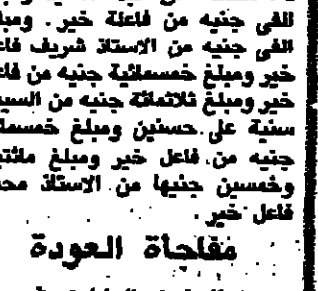 الفى جنيه من فاعلة خير . ومبلغ
الفى جنيه من الاستاذ شريف فاعل
خير ومبلغ خمسمائة جنيه من فاعل
خير ومبلغ ثلاثمائة جنيه من السيدة
سنية على حسنين ومبلغ خمسمائة
جنيه من فاعل خير ومبلغ مائتين
وخمسين جنيها من الاستاذ محمد
فاعل خير .
مفاجأة العودة